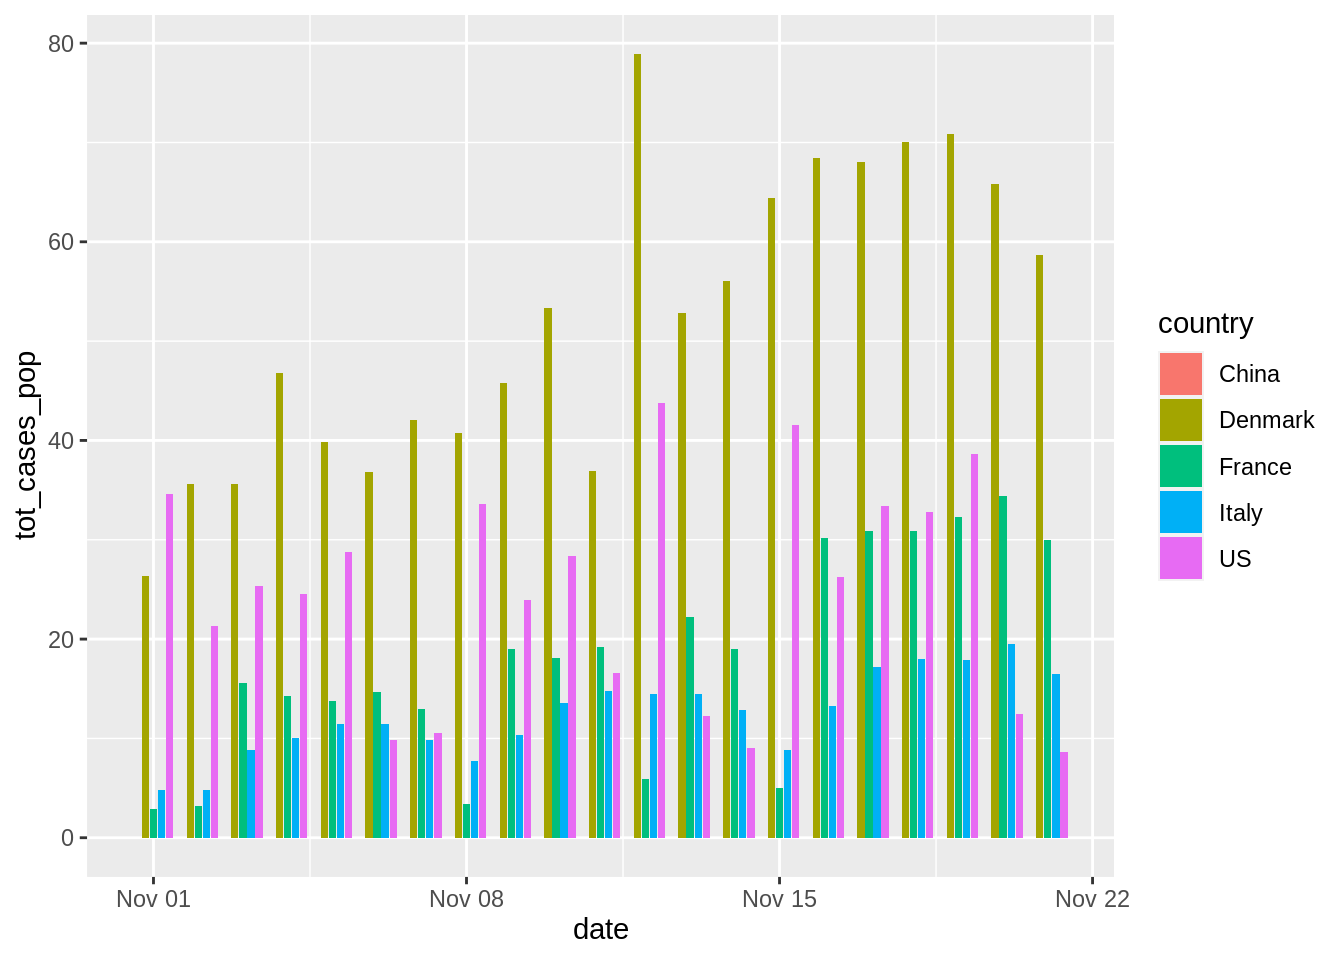 80
60
40
20
0
tot_cases_pop
Nov 01
Nov 08
Nov 15
Nov 22
date
country
China
Denmark
France
Italy
US